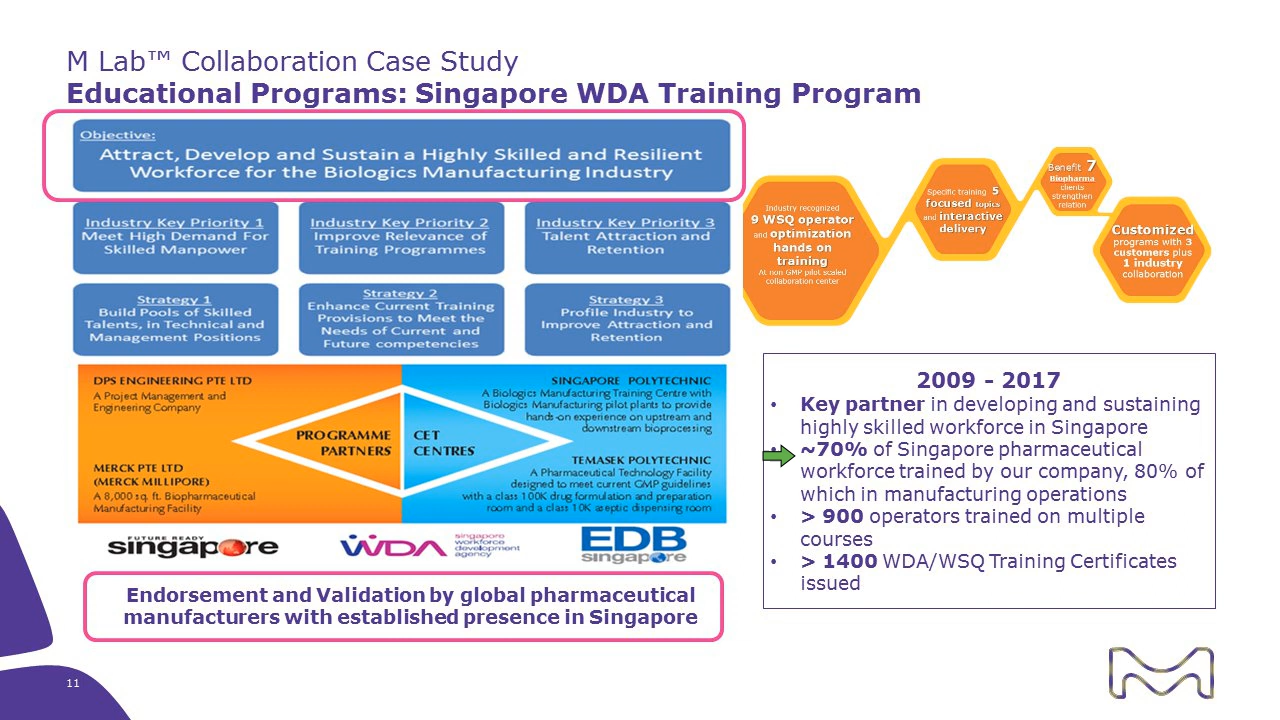 M Lab™ Collaboration Case Study
Educational Programs: Singapore WDA Training Program
Objective:
Attract, Develop and Sustain a Highly Skilled and Resilient
Workforce for the Biologics Manufacturing Industry
Industry Key Priority 1
Meet High Demand For
Skilled Manpower
Industry Key Priority 2
Improve Relevance of
Training Programmes
Industry Key Priority 3
Talent Attraction and
Retention
Strategy 1
Build Pools of Skilled
Talents, in Technical and
Management Positions
Strategy 2
Enhance Current Training
Provisions to Meet the
Needs of Current and
Future competencies
Strategy 3
Profile Industry to
Improve Attraction and
Retention
DPS ENGINEERING PTE LTD
A Project Management and
Engineering Company
MERCK PTE LTD
(MERCK MILLIPORE)
A 8,000 sq. ft. Biopharmaceutical
Manufacturing Facility
PROGRAMME
PARTNERS
CET
CENTRES
SINGAPORE POLYTECHNIC
A Biologics Manufacturing Training Centre with
Biologics Manufacturing pilot plants to provide
hands-on experience on upstream and
downstream bioprocessing
TEMASEK POLYTECHNIC
A Pharmaceutical Technology Facility
designed to meet current GMP guidelines
with a class 100K drug formulation and preparation
room and a class 10K aseptic dispensing room
FUTURE READY
singapore
WDA
singapore
workforce
development
agency
EDB
singapore
Endorsement and Validation by global pharmaceutical
manufacturers with established presence in Singapore
Industry recognized
9 WSQ operator
and optimization
hands on
training
At non GMP pilot scaled
collaboration center
Specific training 5
focused topics
and interactive
delivery
Benefit 7
Biopharma
clients
strengthen
relation
Customized
programs with 3
customers plus
1 industry
collaboration
2009 - 2017
• Key partner in developing and sustaining
highly skilled workforce in Singapore
• ~70% of Singapore pharmaceutical
workforce trained by our company, 80% of
which in manufacturing operations
• > 900 operators trained on multiple
courses
• > 1400 WDA/WSQ Training Certificates
issued
11